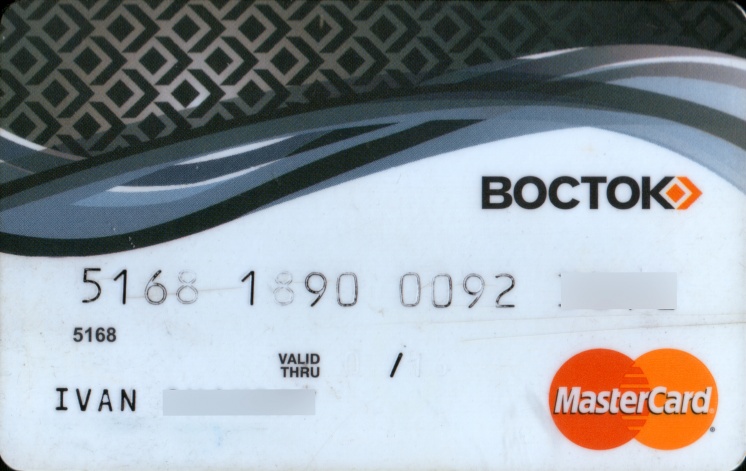 ВОСТОК
5168 1890 0092
5168
VALID
THRU
/
IVAN
MasterCard